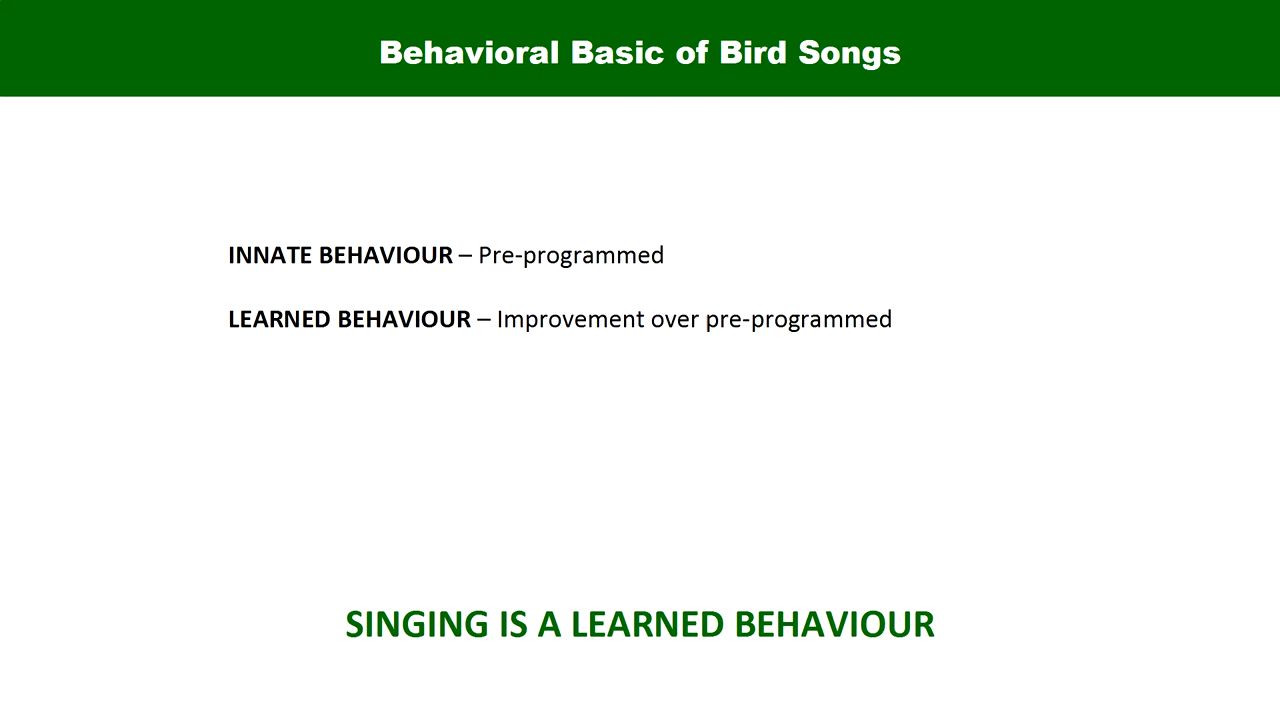 Behavioral Basic of Bird Songs
INNATE BEHAVIOUR – Pre-programmed
LEARNED BEHAVIOUR – Improvement over pre-programmed
SINGING IS A LEARNED BEHAVIOUR